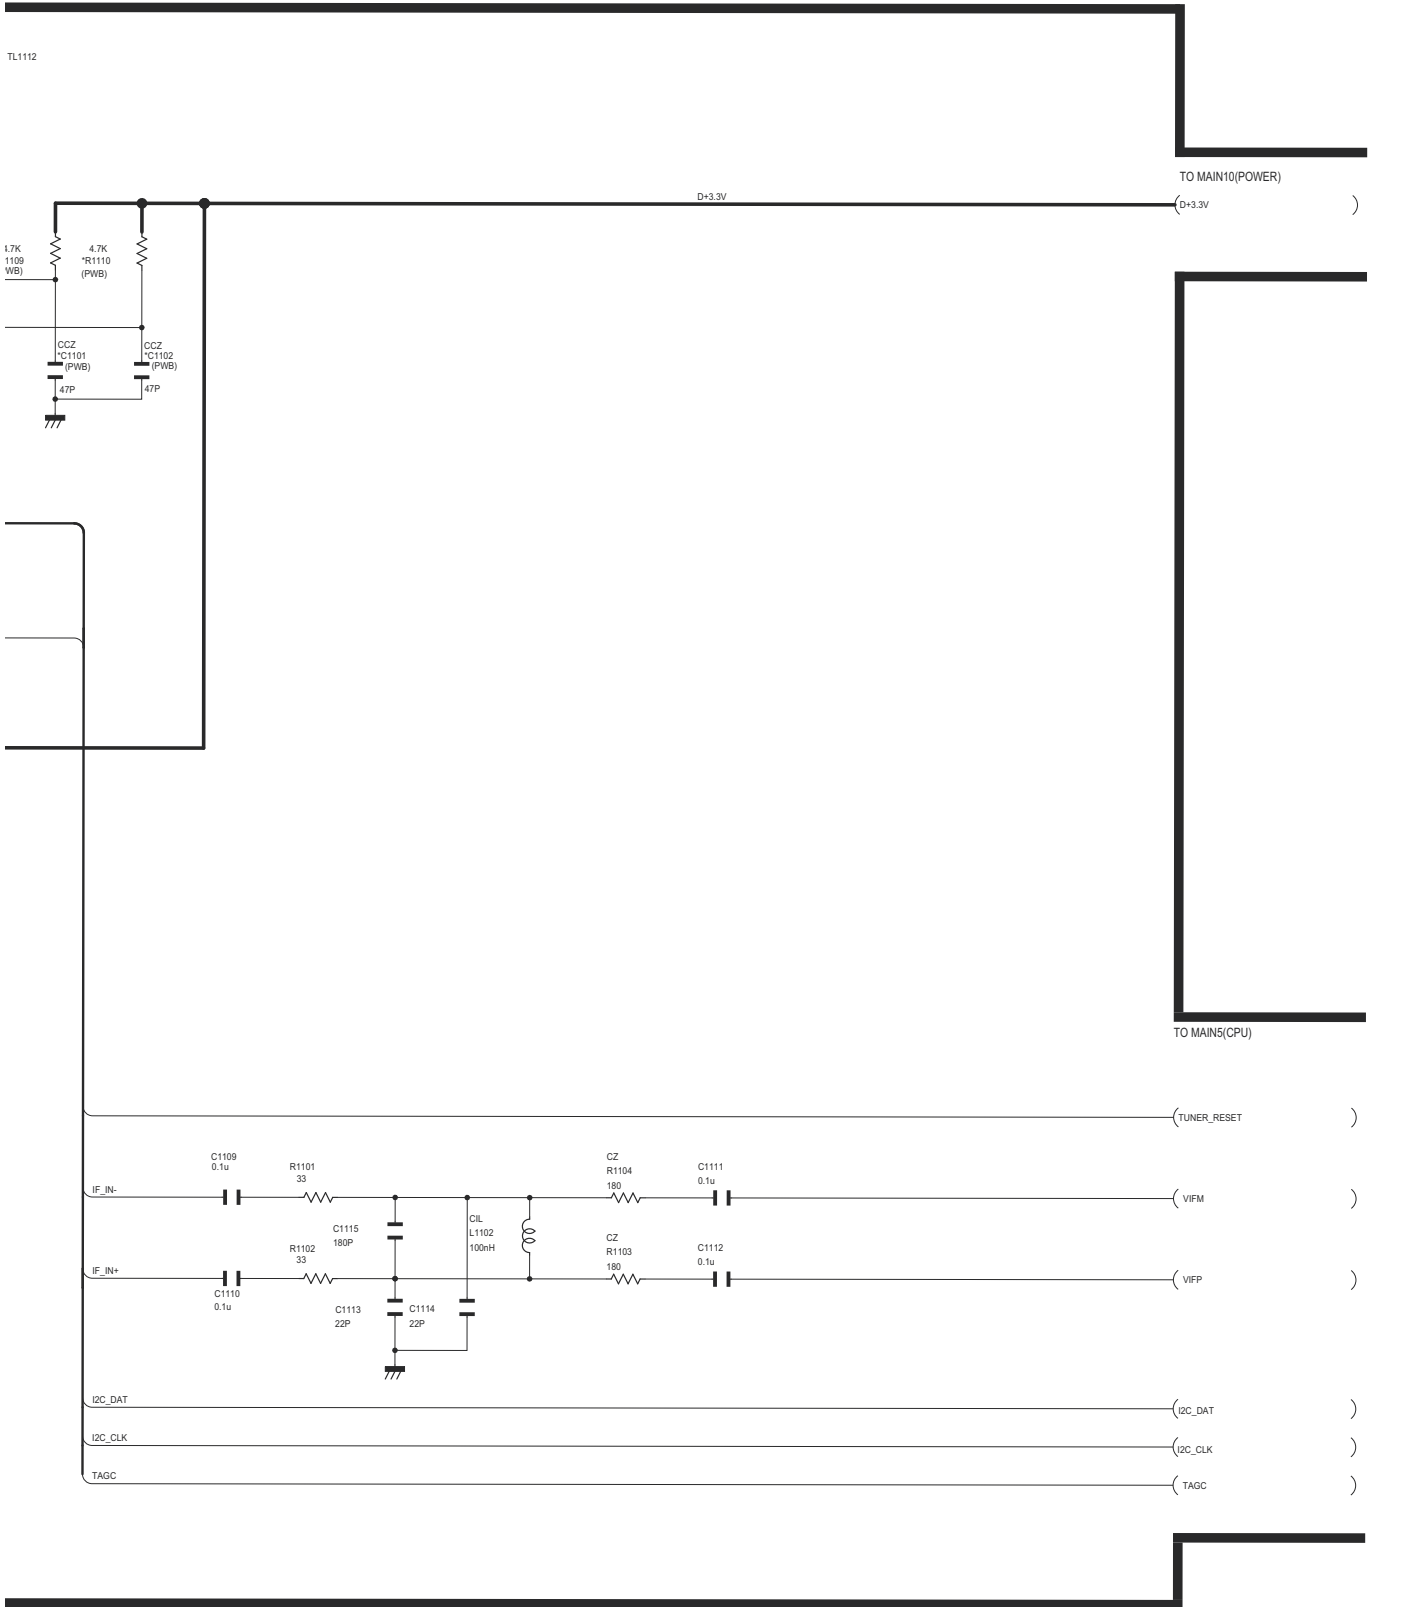 TL1112
TO MAIN10(POWER)
D+3.3V
D+3.3V
4.7K
1109
WB)
4.7K
*R1110
(PWB)
CCZ
*C1101
(PWB)
47P
CCZ
*C1102
(PWB)
47P
TO MAIN5(CPU)
TUNER_RESET
C1109
0.1u
R1101
33
CZ
R1104
180
C1111
0.1u
IF_IN-
VIFM
C1115
180P
CIL
L1102
100nH
R1102
33
CZ
R1103
180
C1112
0.1u
IF_IN+
VIFP
C1110
0.1u
C1113
22P
C1114
22P
I2C_DAT
I2C_DAT
I2C_CLK
I2C_CLK
TAGC
TAGC